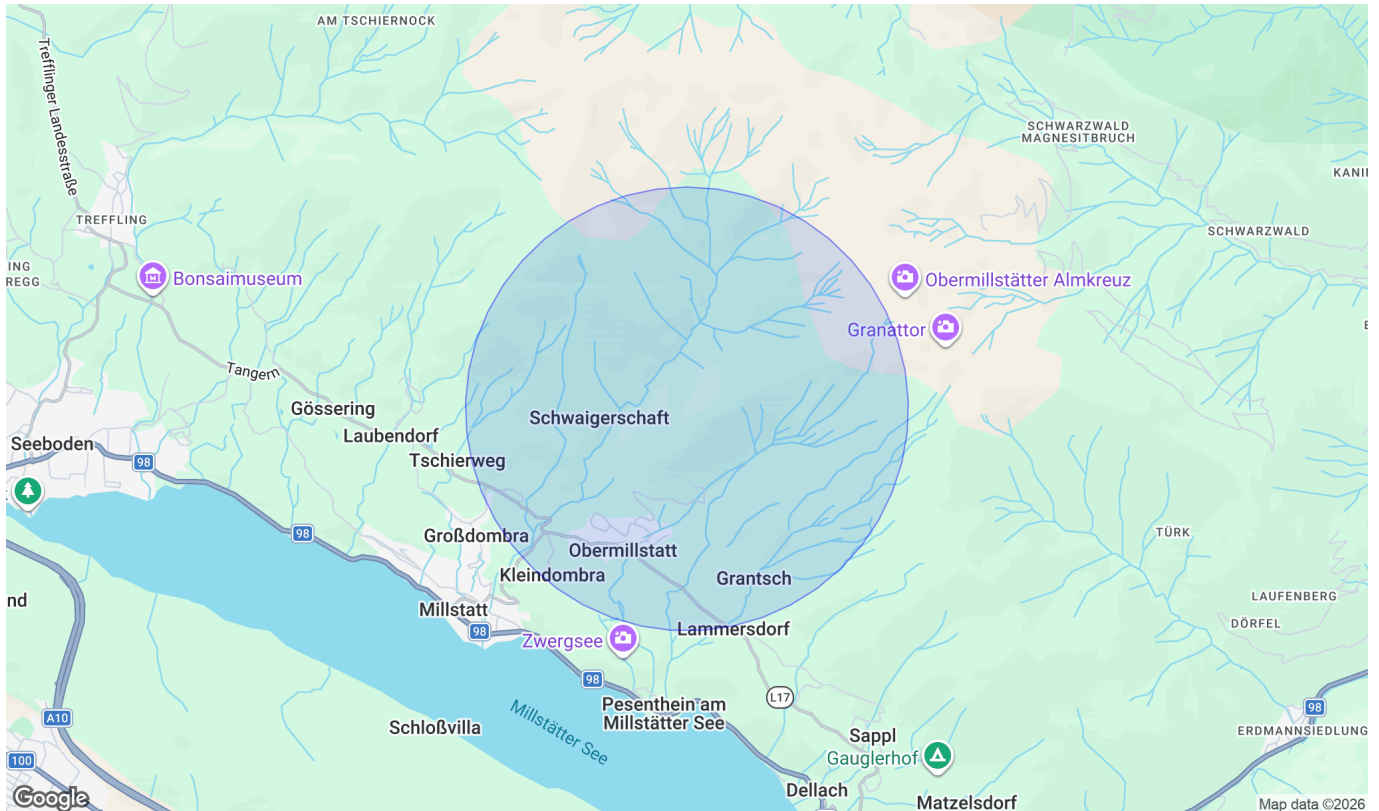 AM TSCHIERNOCK
Trefflinger Landesstraße
SCHWARZWALD
MAGNESITBRUCH
KANIN
TREFFLING
SCHWARZWALD
ING
REGG
Bonsaimuseum
Obermillstätter Almkreuz
Granattor
Tangern
Gössering
Schwaigerschaft
Laubendorf
Seeboden
98
Tschierweg
98
Großdombra
TÜRK
Obermillstatt
Kleindombra
Grantsch
nd
LAUFENBERG
Millstatt
DÖRFEL
98
Lammersdorf
Zwergsee
98
L17
98
Pesenthein am
Millstätter See
A10
Schloßvilla
Millstätter See
ERDMANNSIEDLUNG
Sappl
100
Gauglerhof
Dellach
Matzelsdorf
Google
Map data ©2026